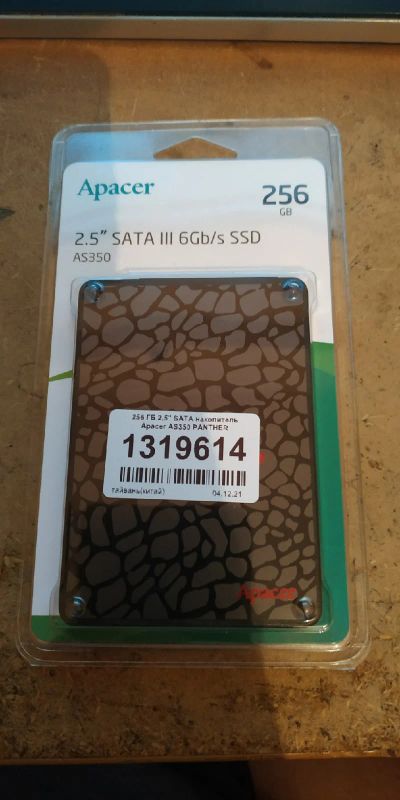 Apacer
256
GB
2.5" SATA III 6Gb/s SSD
AS350
256 ГБ 2.5" SATA накопитель
Apacer AS350 PANTHER
1319614
тайвань(китай) 04.12.21
Apacer